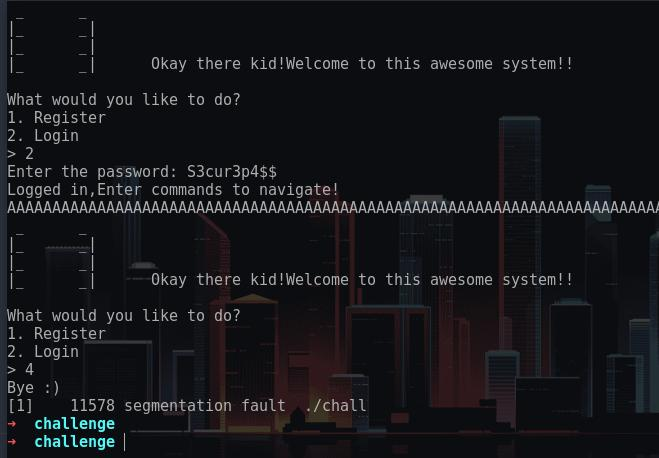 _      _
|_      _|
|_      _|
|_      _|      Okay there kid!Welcome to this awesome system!!
What would you like to do?
1. Register
2. Login
> 2
Enter the password: S3cur3p4$$
Logged in,Enter commands to navigate!
AAAAAAAAAAAAAAAAAAAAAAAAAAAAAAAAAAAAAAAAAAAAAAAAAAAAAAAAAAAAAAAAAAAAAAAAA
 _      _
|_      _|
|_      _|
|_      _|      Okay there kid!Welcome to this awesome system!!
What would you like to do?
1. Register
2. Login
> 4
Bye :)
[1]    11578 segmentation fault  ./chall
→  challenge
→  challenge